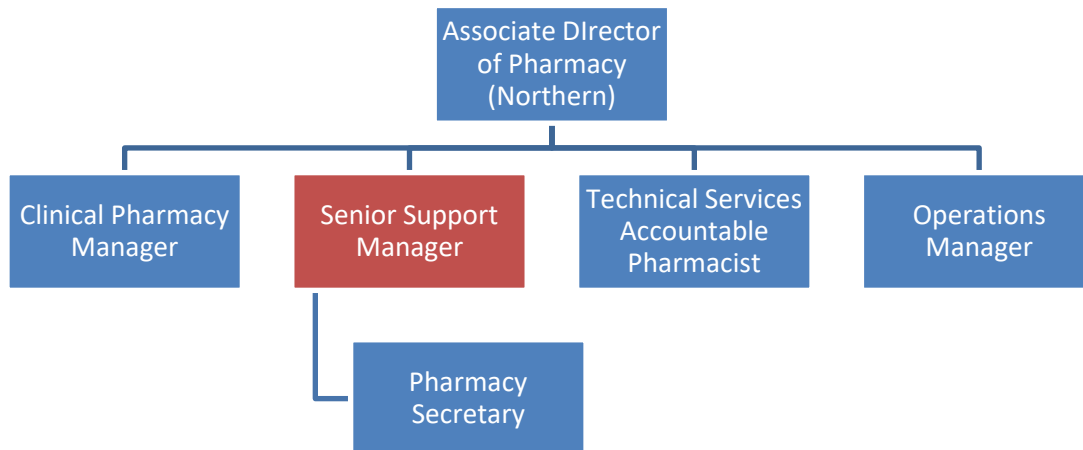 Associate DIrector
of Pharmacy
(Northern)
Clinical Pharmacy
Manager
Senior Support
Manager
Technical Services
Accountable
Pharmacist
Operations
Manager
Pharmacy
Secretary